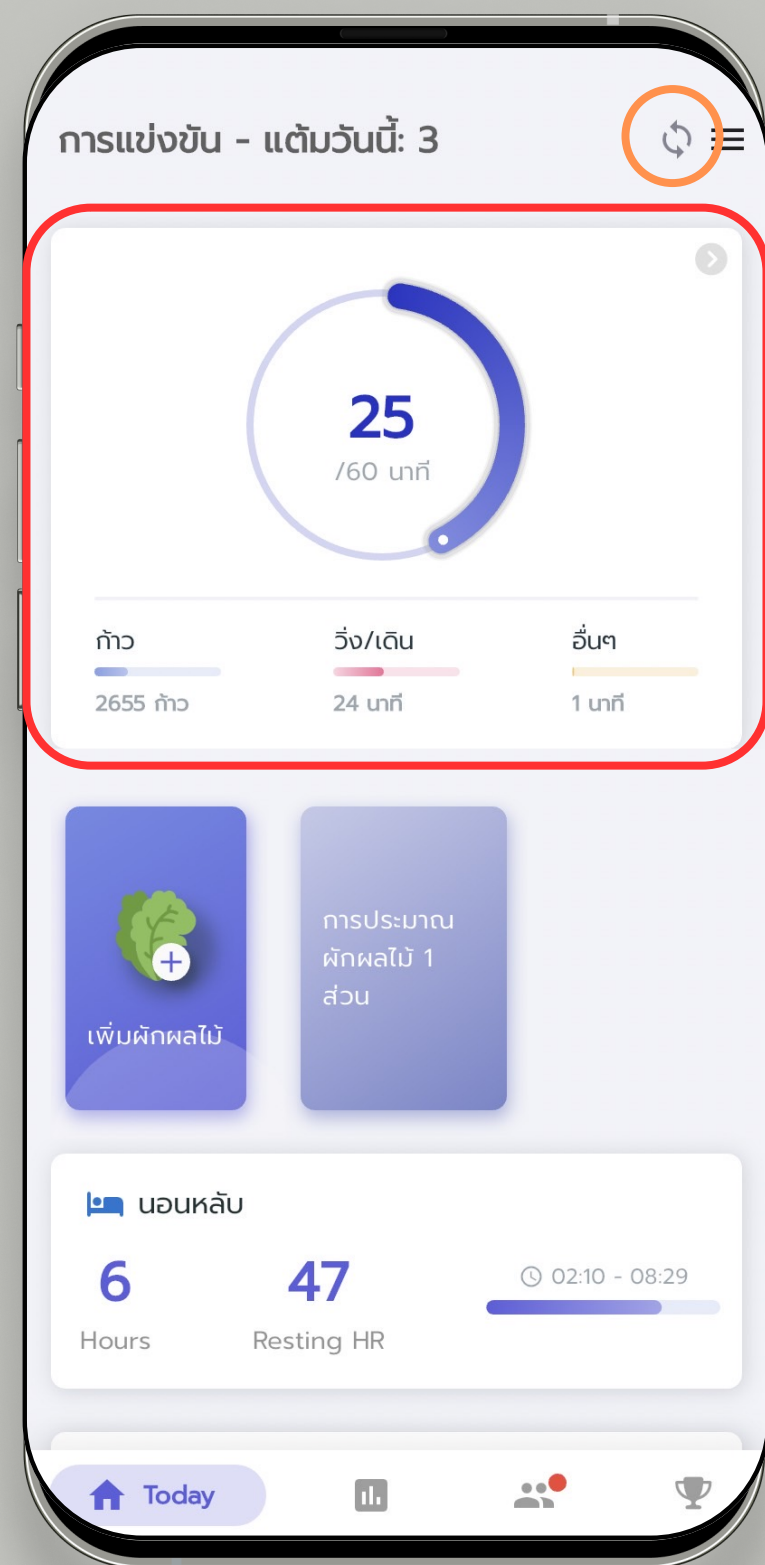 การแข่งขัน - แต้มวันนี้: 3
25
/60 นาที
ก้าว
วิ่ง/เดิน
อื่นๆ
2655 ก้าว
24 นาที
1 นาที
เพิ่มผักผลไม้
การประมาณ
ผักผลไม้ 1
ส่วน
นอนหลับ
6
47
02:10 - 08:29
Hours
Resting HR
Today